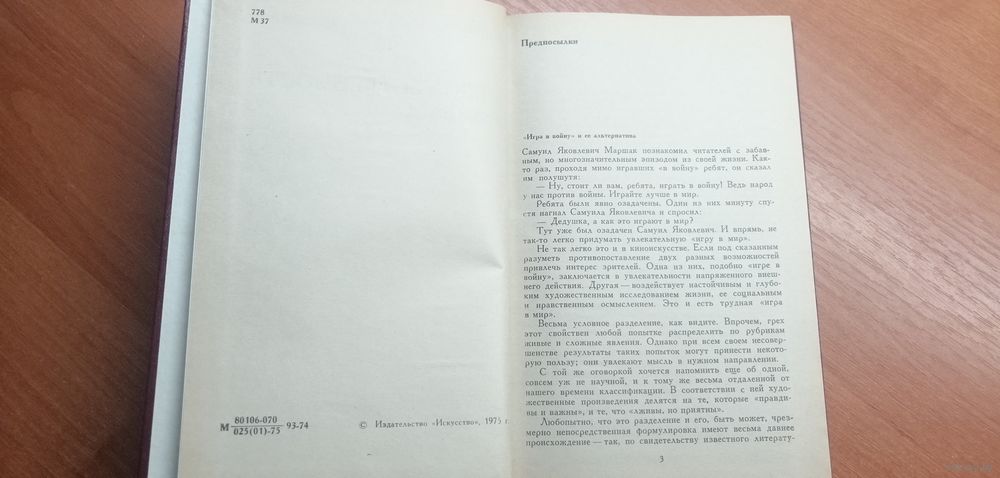 778
М 37
М 80106-070 93-74
025(01)-75
© Издательство «Искусство», 1975 г.
Предпосылки
«Игра в войну» и ее альтернатива
Самуил Яковлевич Маршак познакомил читателей с забав-
ным, но многозначительным эпизодом из своей жизни. Как-
то раз, проходя мимо игравших «в войну» ребят, он сказал
им полушутя:
— Ну, стоит ли вам, ребята, играть в войну! Ведь народ
у нас против войны. Играйте лучше в мир.
Ребята были явно озадачены. Один из них минуту спу-
стя нагнал Самуила Яковлевича и спросил:
— Дедушка, а как это играют в мир?
Тут уже был озадачен Самуил Яковлевич. И впрямь, не
так-то легко придумать увлекательную «игру в мир».
Не так легко это и в киноискусстве. Если под сказанным
разуметь противопоставление двух разных возможностей
привлечь интерес зрителей. Одна из них, подобно «игре в
войну», заключается в увлекательности напряженного внеш-
него действия. Другая — воздействует настойчивым и глубо-
ким художественным исследованием жизни, ее социальным
и нравственным осмыслением. Это и есть трудная «игра
в мир».
Весьма условное разделение, как видите. Впрочем, грех
этот свойствен любой попытке распределить по рубрикам
живые и сложные явления. Однако при всем своем несовер-
шенстве результаты таких попыток могут принести некото-
рую пользу; они увлекают мысль в нужном направлении.
С той же оговоркой хочется напомнить еще об одной,
совсем уж не научной, и к тому же весьма отдаленной от
нашего времени классификации. В соответствии с ней худо-
жественные произведения делятся на те, которые «правди-
вы и важны», и те, что «лживы, но приятны».
Любопытно, что это разделение и его, быть может, чрез-
мерно непосредственная формулировка имеют весьма давнее
происхождение — так, по свидетельству известного литерату-
3